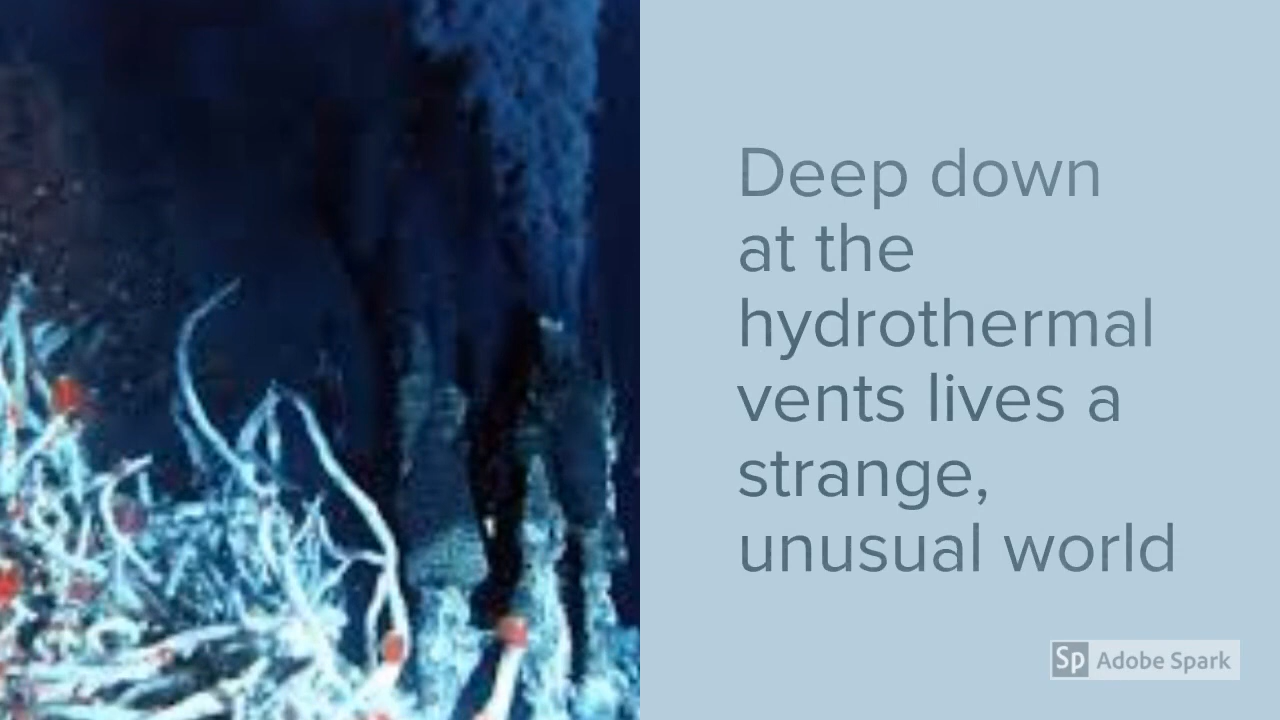 Deep down
at the
hydrothermal
vents lives a
strange,
unusual world
Sp Adobe Spark